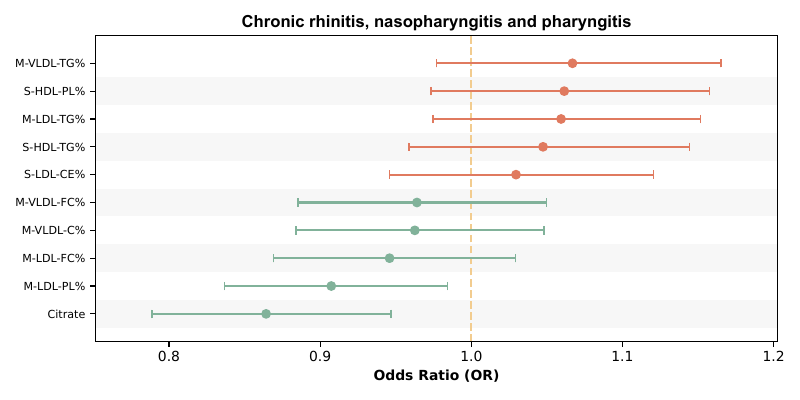 Chronic rhinitis, nasopharyngitis and pharyngitis
M-VLDL-TG%
S-HDL-PL%
M-LDL-TG%
S-HDL-TG%
S-LDL-CE%
M-VLDL-FC%
M-VLDL-C%
M-LDL-FC%
M-LDL-PL%
Citrate
0.8 0.9 1.0 1.1 1.2
Odds Ratio (OR)